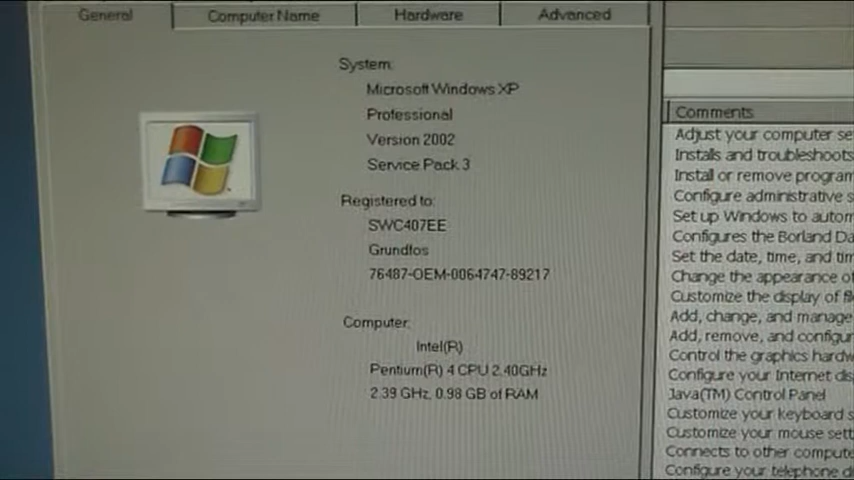 General
Computer Name
Hardware
Advanced
System:
Microsoft Windows XP
Professional
Version 2002
Service Pack 3
Registered to:
SWC407EE
Grundfos
76487-OEM-0064747-89217
Computer:
Intel(R)
Pentium(R) 4 CPU 2.40GHz
2.39 GHz, 0.98 GB of RAM
Comments
Adjust your computer se
Installs and troubleshoots
Install or remove program
Configure administrative s
Set up Windows to autom
Configures the Borland Da
Set the date, time, and tim
Change the appearance of
Customize the display of fil
Add, change, and manage
Add, remove, and configur
Control the graphics hardw
Configure your Internet dis
Java(TM) Control Panel
Customize your keyboard s
Customize your mouse sett
Connects to other compute
Configure your telephone di